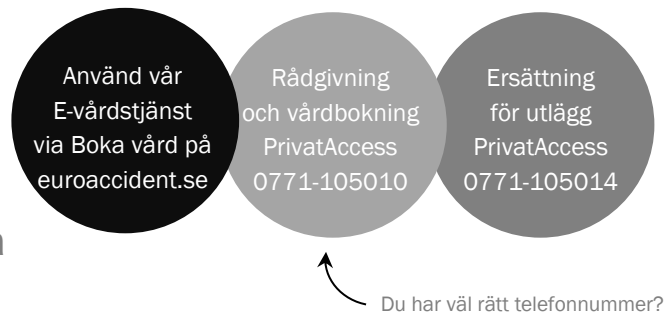 Använd vår
E-vårdstjänst
via Boka vård på
euroaccident.se
Rådgivning
och vårdbokning
PrivatAccess
0771-105010
Ersättning
för utlägg
PrivatAccess
0771-105014
Du har väl rätt telefonnummer?